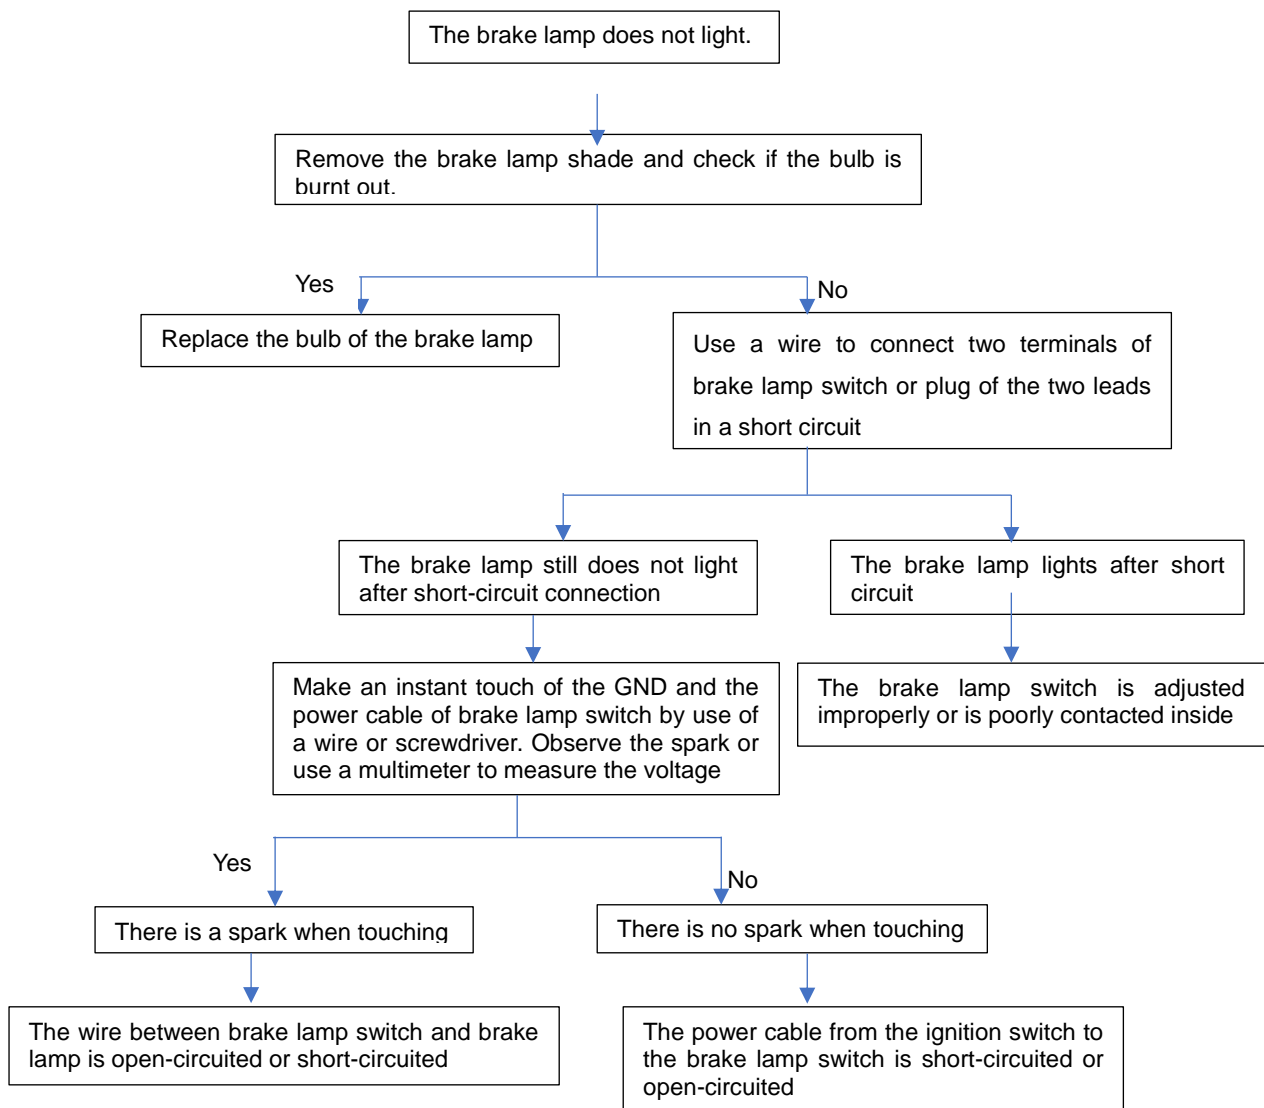 The brake lamp does not light.
Remove the brake lamp shade and check if the bulb is
burnt out.
Yes
No
Replace the bulb of the brake lamp
Use a wire to connect two terminals of
brake lamp switch or plug of the two leads
in a short circuit
The brake lamp still does not light
after short-circuit connection
The brake lamp lights after short
circuit
Make an instant touch of the GND and the
power cable of brake lamp switch by use of
a wire or screwdriver. Observe the spark or
use a multimeter to measure the voltage
The brake lamp switch is adjusted
improperly or is poorly contacted inside
Yes
No
There is a spark when touching
There is no spark when touching
The wire between brake lamp switch and brake
lamp is open-circuited or short-circuited
The power cable from the ignition switch to
the brake lamp switch is short-circuited or
open-circuited